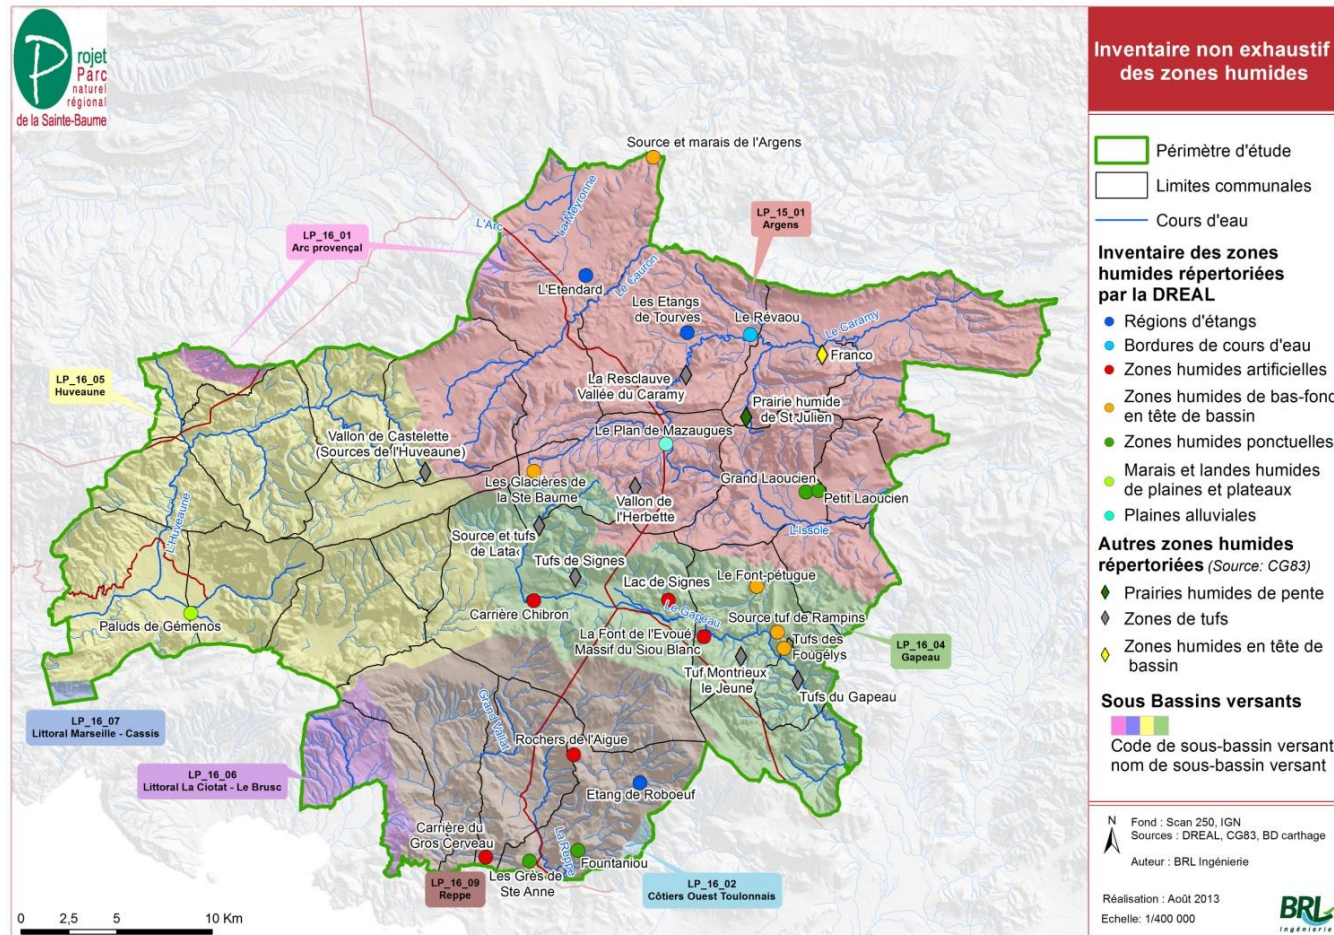 Projet
Parc
naturel
régional
de la Sainte-Baume
Inventaire non exhaustif
des zones humides
Périmètre d'étude
Limites communales
Cours d'eau
Inventaire des zones
humides répertoriées
par la DREAL
Régions d'étangs
Bordures de cours d'eau
Zones humides artificielles
Zones humides de bas-fond
en tête de bassin
Zones humides ponctuelles
Marais et landes humides
de plaines et plateaux
Plaines alluviales
Autres zones humides
répertoriées (Source: CG83)
Prairies humides de pente
Zones de tufs
Zones humides en tête de
bassin
Sous Bassins versants
Code de sous-bassin versant
nom de sous-bassin versant
N
Fond : Scan 250, IGN
Sources : DREAL, CG83, BD carthage
Auteur : BRL Ingénierie
Réalisation : Août 2013
Echelle: 1/400 000
BRL
Ingénierie
Source et marais de l'Argens
La Meyronne
L'Arc
LP_16_01
Arc provençal
LP_15_01
Argens
L'Etendard
Le Cauron
Les Etangs
de Tourves
Le Révaou
Le Caramy
Franco
LP_16_05
Huveaune
La Resclauve
Vallée du Caramy
Prairie humide
de St Julien
Vallon de Castelette
(Sources de l'Huveaune)
Le Plan de Mazaugues
Les Glacières de
la Ste Baume
Grand Laoucien
Petit Laoucien
Vallon de
l'Herbette
L'Issole
L'Huveaune
Source et tufs
de Latac
Tufs de Signes
Lac de Signes
Le Font-pétugue
Carrière Chibron
Le Gapeau
Source tuf de Rampins
Paluds de Gémenos
La Font de l'Evoué
Massif du Siou Blanc
Tufs des
Fougélys
LP_16_04
Gapeau
Tuf Montrieux
le Jeune
Tufs du Gapeau
LP_16_07
Littoral Marseille - Cassis
Grand Vallat
Rochers de l'Aigue
LP_16_06
Littoral La Ciotat - Le Brusc
Etang de Roboeuf
Carrière du
Gros Cerveau
La Reppe
Fountaniou
Les Grès de
Ste Anne
LP_16_09
Reppe
LP_16_02
Côtiers Ouest Toulonnais
0 2,5 5 10 Km